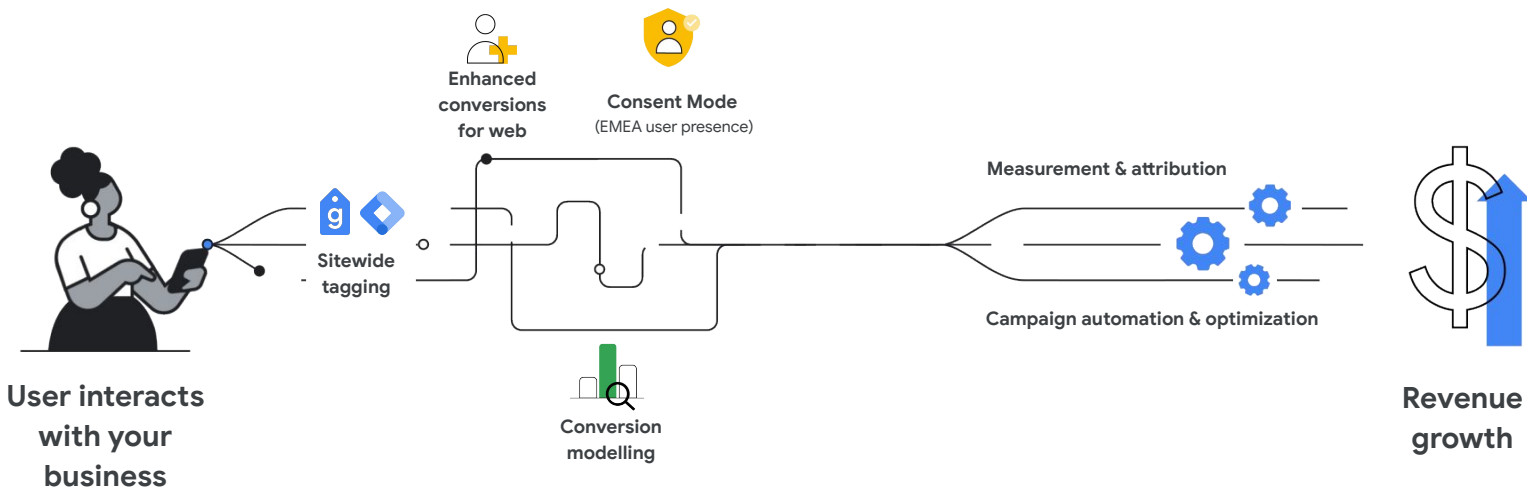 Enhanced
conversions
for web
Consent Mode
(EMEA user presence)
Measurement & attribution
g
Sitewide
tagging
Campaign automation & optimization
Conversion
modelling
User interacts
with your
business
Revenue
growth
$